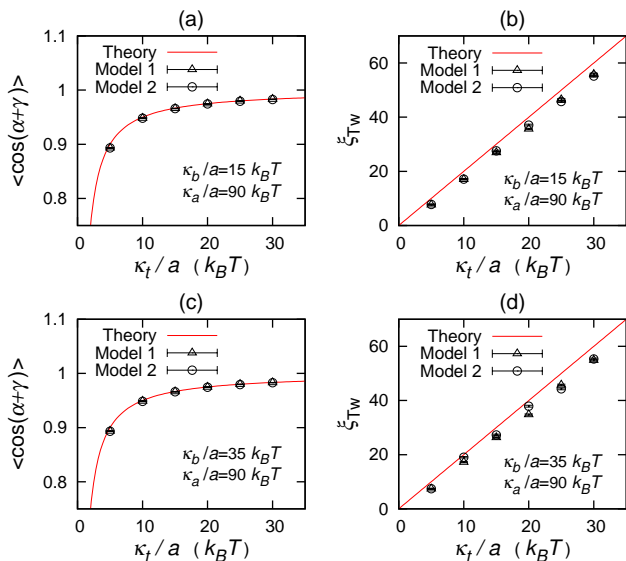 (a)
<cos(α+γ)>
1.1
1
0.9
0.8
Theory
Model 1
Model 2
κb/a=15 kBT
κa/a=90 kBT
0 10 20 30
κt/a (kBT)
(b)
ξTw
60
40
20
0
Theory
Model 1
Model 2
κb/a=15 kBT
κa/a=90 kBT
0 10 20 30
κt/a (kBT)
(c)
<cos(α+γ)>
1.1
1
0.9
0.8
Theory
Model 1
Model 2
κb/a=35 kBT
κa/a=90 kBT
0 10 20 30
κt/a (kBT)
(d)
ξTw
60
40
20
0
Theory
Model 1
Model 2
κb/a=35 kBT
κa/a=90 kBT
0 10 20 30
κt/a (kBT)